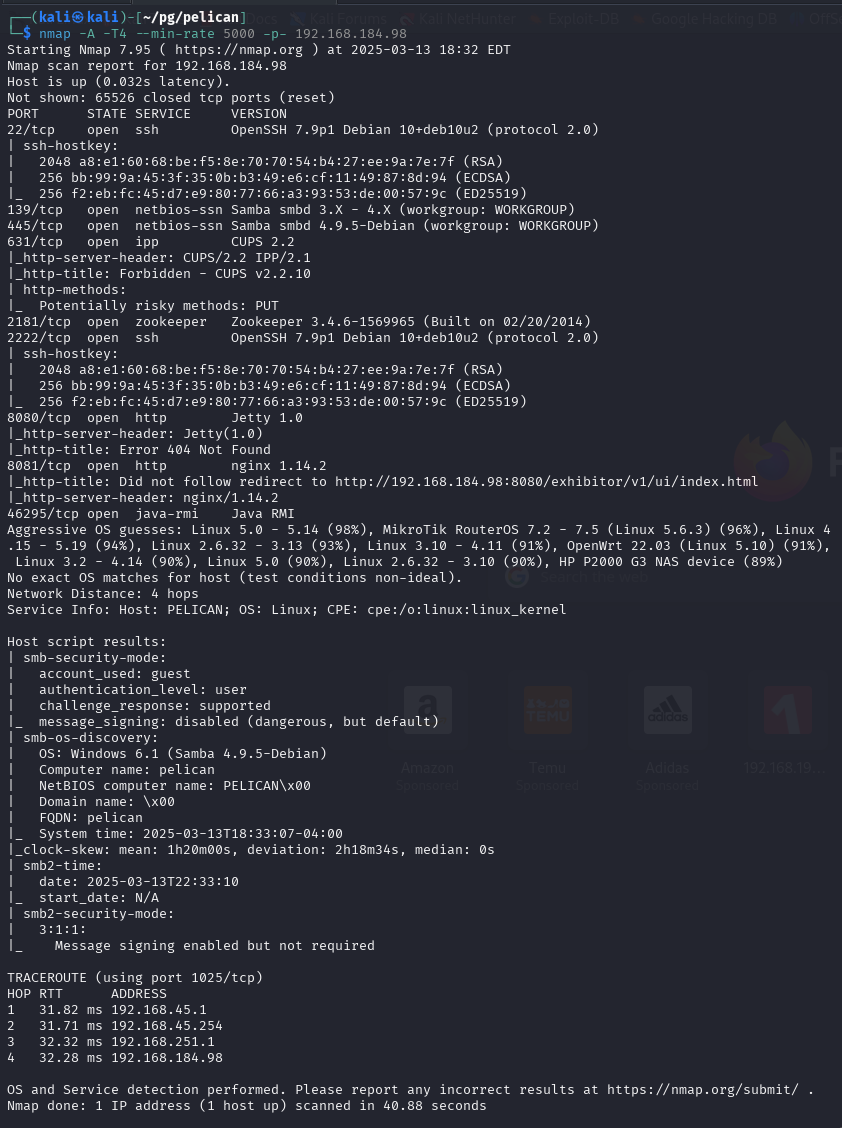 Docs Kali Forums Kali NetHunter Exploit-DB Google Hacking DB OffS
┌──(kali㉿kali)-[~/pg/pelican]
└─$ nmap -A -T4 --min-rate 5000 -p- 192.168.184.98
Starting Nmap 7.95 ( https://nmap.org ) at 2025-03-13 18:32 EDT
Nmap scan report for 192.168.184.98
Host is up (0.032s latency).
Not shown: 65526 closed tcp ports (reset)
PORT      STATE SERVICE     VERSION
22/tcp    open  ssh         OpenSSH 7.9p1 Debian 10+deb10u2 (protocol 2.0)
| ssh-hostkey:
|   2048 a8:e1:60:68:be:f5:8e:70:70:54:b4:27:ee:9a:7e:7f (RSA)
|   256 bb:99:9a:45:3f:35:0b:b3:49:e6:cf:11:49:87:8d:94 (ECDSA)
|_  256 f2:eb:fc:45:d7:e9:80:77:66:a3:93:53:de:00:57:9c (ED25519)
139/tcp   open  netbios-ssn Samba smbd 3.X - 4.X (workgroup: WORKGROUP)
445/tcp   open  netbios-ssn Samba smbd 4.9.5-Debian (workgroup: WORKGROUP)
631/tcp   open  ipp         CUPS 2.2
|_http-server-header: CUPS/2.2 IPP/2.1
|_http-title: Forbidden - CUPS v2.2.10
| http-methods:
|_  Potentially risky methods: PUT
2181/tcp  open  zookeeper   Zookeeper 3.4.6-1569965 (Built on 02/20/2014)
2222/tcp  open  ssh         OpenSSH 7.9p1 Debian 10+deb10u2 (protocol 2.0)
| ssh-hostkey:
|   2048 a8:e1:60:68:be:f5:8e:70:70:54:b4:27:ee:9a:7e:7f (RSA)
|   256 bb:99:9a:45:3f:35:0b:b3:49:e6:cf:11:49:87:8d:94 (ECDSA)
|_  256 f2:eb:fc:45:d7:e9:80:77:66:a3:93:53:de:00:57:9c (ED25519)
8080/tcp  open  http        Jetty 1.0
|_http-server-header: Jetty(1.0)
|_http-title: Error 404 Not Found
8081/tcp  open  http        nginx 1.14.2
|_http-title: Did not follow redirect to http://192.168.184.98:8080/exhibitor/v1/ui/index.html
|_http-server-header: nginx/1.14.2
46295/tcp open  java-rmi    Java RMI
Aggressive OS guesses: Linux 5.0 - 5.14 (98%), MikroTik RouterOS 7.2 - 7.5 (Linux 5.6.3) (96%), Linux 4
.15 - 5.19 (94%), Linux 2.6.32 - 3.13 (93%), Linux 3.10 - 4.11 (91%), OpenWrt 22.03 (Linux 5.10) (91%),
 Linux 3.2 - 4.14 (90%), Linux 5.0 (90%), Linux 2.6.32 - 3.10 (90%), HP P2000 G3 NAS device (89%)
No exact OS matches for host (test conditions non-ideal).
Search the web
Network Distance: 4 hops
Service Info: Host: PELICAN; OS: Linux; CPE: cpe:/o:linux:linux_kernel
Host script results:
| smb-security-mode:
|   account_used: guest
|   authentication_level: user
|   challenge_response: supported
|_  message_signing: disabled (dangerous, but default)
| smb-os-discovery:
|   OS: Windows 6.1 (Samba 4.9.5-Debian)
|   Computer name: pelican
|   NetBIOS computer name: PELICAN\x00
|   Domain name: \x00
|   FQDN: pelican
|_  System time: 2025-03-13T18:33:07-04:00
|_clock-skew: mean: 1h20m00s, deviation: 2h18m34s, median: 0s
| smb2-time:
|   date: 2025-03-13T22:33:10
|_  start_date: N/A
| smb2-security-mode:
|   3:1:1:
|_    Message signing enabled but not required
a TEMU adidas 1
Amazon Temu Adidas 192.168.19...
Sponsored Sponsored Sponsored
TRACEROUTE (using port 1025/tcp)
HOP RTT      ADDRESS
1   31.82 ms 192.168.45.1
2   31.71 ms 192.168.45.254
3   32.32 ms 192.168.251.1
4   32.28 ms 192.168.184.98
OS and Service detection performed. Please report any incorrect results at https://nmap.org/submit/ .
Nmap done: 1 IP address (1 host up) scanned in 40.88 seconds